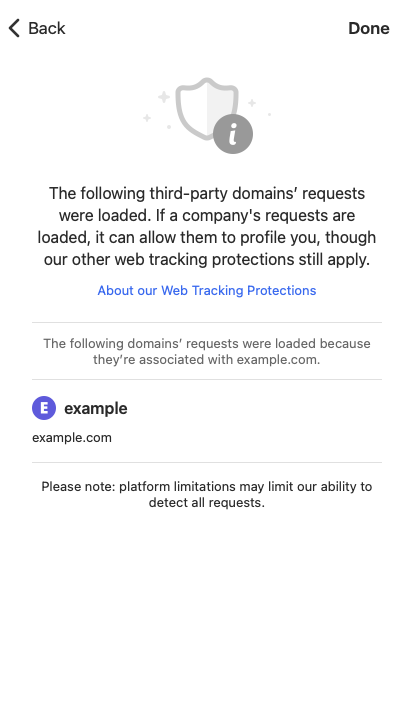 Back
Done
The following third-party domains’ requests
were loaded. If a company's requests are
loaded, it can allow them to profile you, though
our other web tracking protections still apply.
About our Web Tracking Protections
The following domains’ requests were loaded because
they’re associated with example.com.
E example
example.com
Please note: platform limitations may limit our ability to
detect all requests.